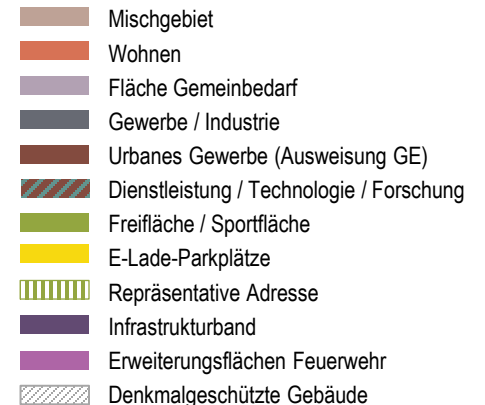 Mischgebiet
Wohnen
Fläche Gemeinbedarf
Gewerbe / Industrie
Urbanes Gewerbe (Ausweisung GE)
Dienstleistung / Technologie / Forschung
Freifläche / Sportfläche
E-Lade-Parkplätze
Repräsentative Adresse
Infrastrukturband
Erweiterungsflächen Feuerwehr
Denkmalgeschützte Gebäude